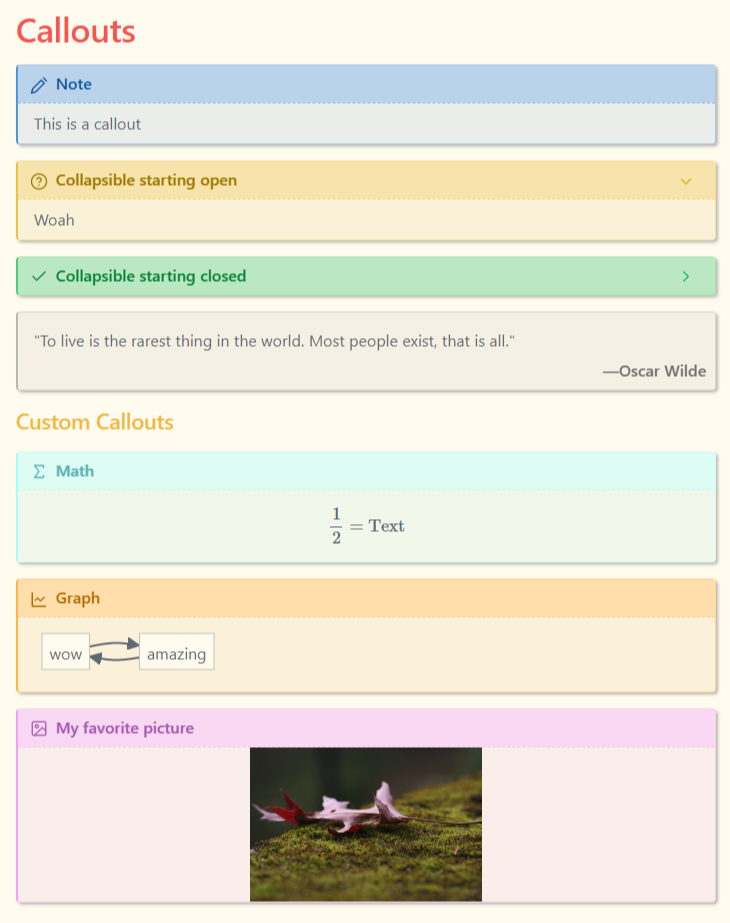 Callouts
Note
This is a callout
Collapsible starting open
Woah
Collapsible starting closed
"To live is the rarest thing in the world. Most people exist, that is all."
—Oscar Wilde
Custom Callouts
Math
1/2 = Text
Graph
wow amazing
My favorite picture